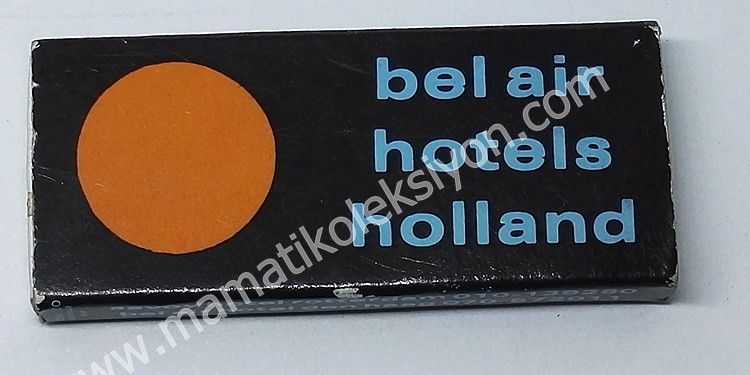 bel air
hotels
holland
www.mamatikoleksiyon.com